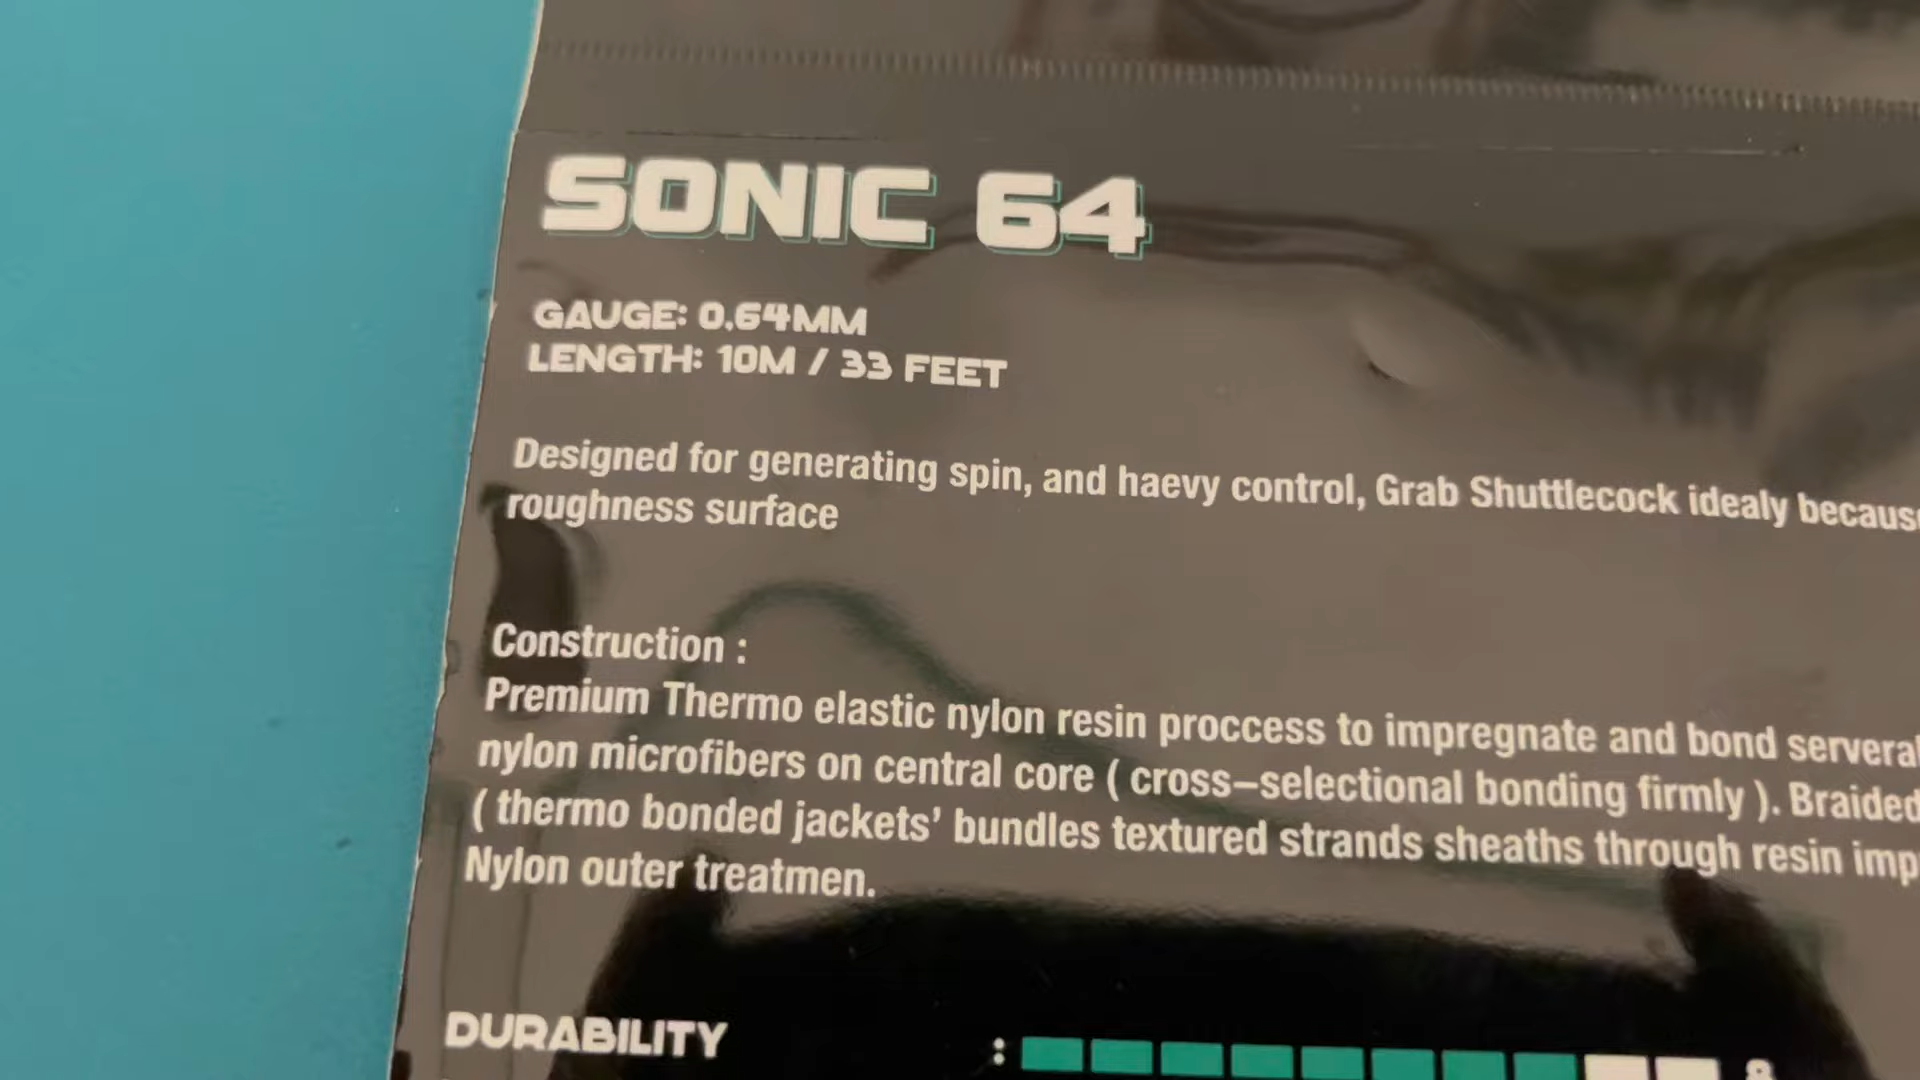 SONIC 64
GAUGE: 0.64MM
LENGTH: 10M / 33 FEET
Designed for generating spin, and haevy control, Grab Shuttlecock idealy because
roughness surface
Construction :
Premium Thermo elastic nylon resin proccess to impregnate and bond serveral
nylon microfibers on central core ( cross–selectional bonding firmly ). Braided
( thermo bonded jackets’ bundles textured strands sheaths through resin imp
Nylon outer treatmen.
DURABILITY : 8